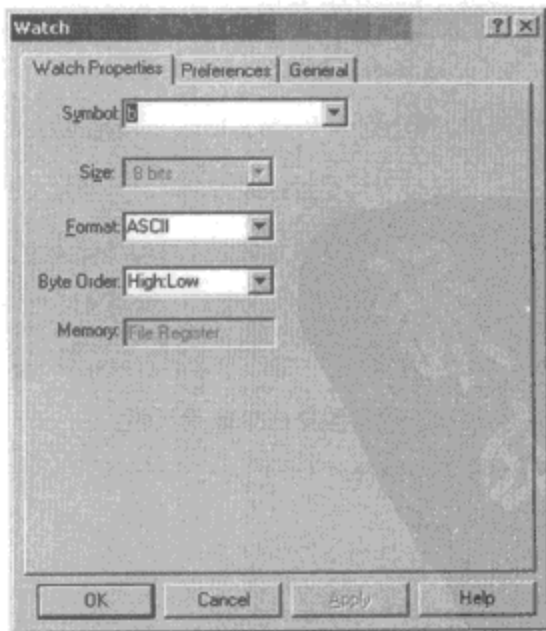 Watch
Watch Properties Preferences General
Symbol: b
Size: 8 bits
Format: ASCII
Byte Order: High:Low
Memory: File Register
OK Cancel Apply Help